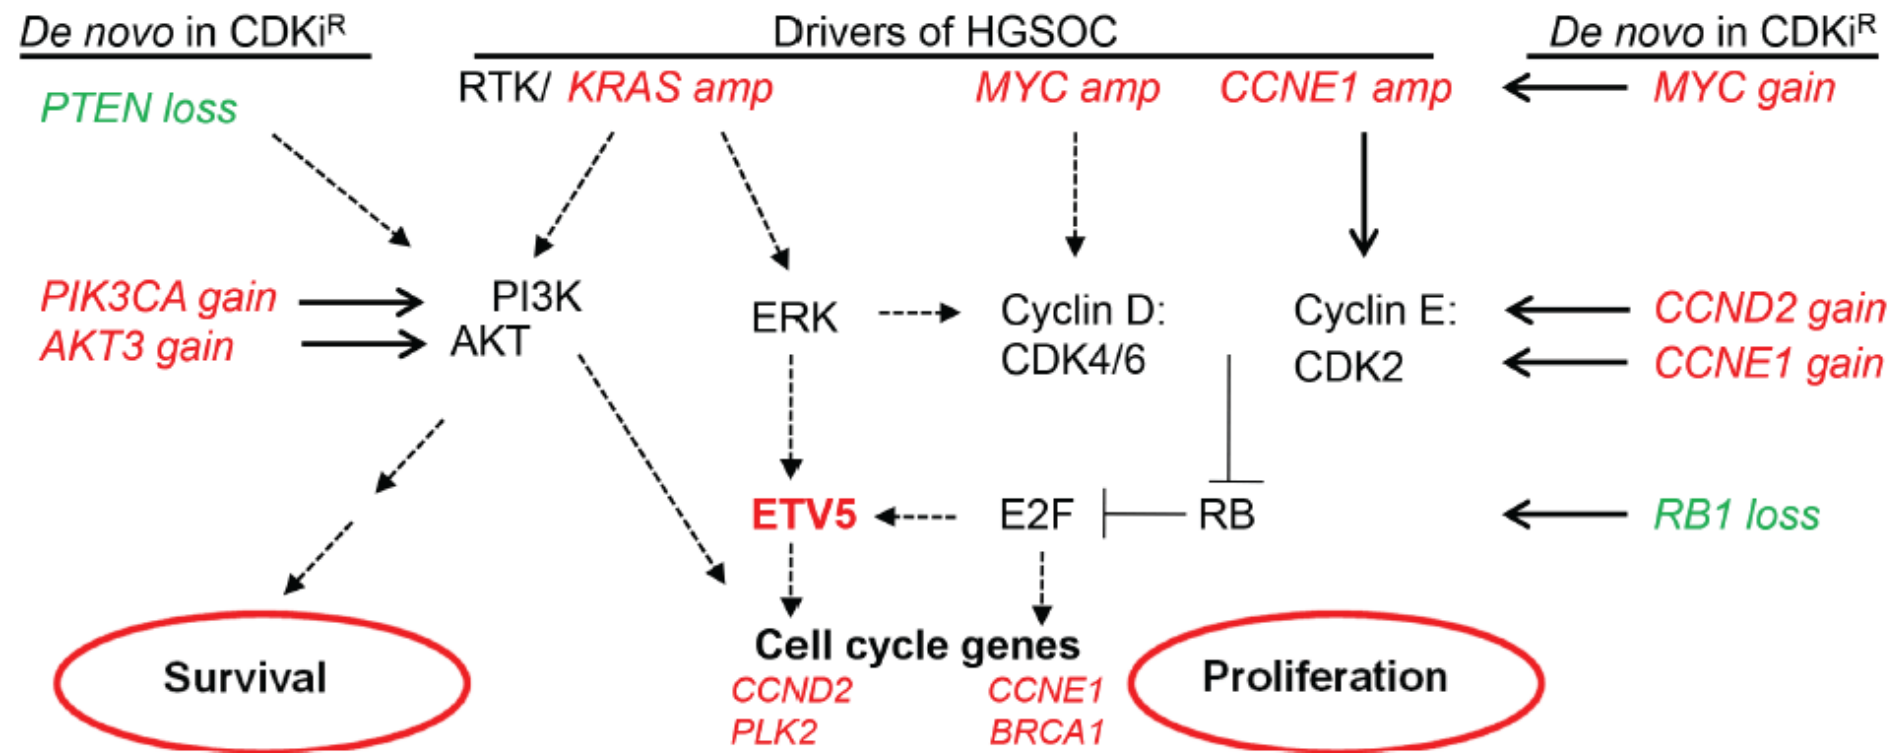 De novo in CDKiR
Drivers of HGSOC
De novo in CDKiR
PTEN loss
RTK/ KRAS amp
MYC amp
CCNE1 amp
MYC gain
PIK3CA gain
AKT3 gain
PI3K
AKT
ERK
Cyclin D:
CDK4/6
Cyclin E:
CDK2
CCND2 gain
CCNE1 gain
ETV5
E2F
RB
RB1 loss
Survival
Cell cycle genes
CCND2
CCNE1
PLK2
BRCA1
Proliferation